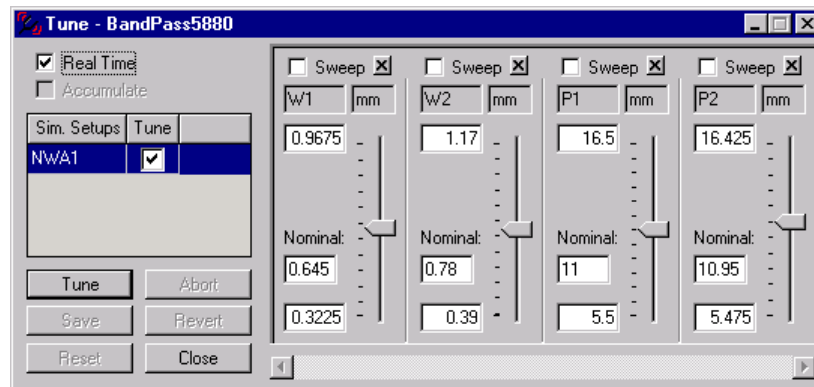 Tune - BandPass5880
Real Time
Accumulate
Sim. Setups Tune
NWA1
Tune Abort
Save Revert
Reset Close
Sweep Sweep Sweep Sweep
W1 mm W2 mm P1 mm P2 mm
0.9675 1.17 16.5 16.425
Nominal: Nominal: Nominal: Nominal:
0.645 0.78 11 10.95
0.3225 0.39 5.5 5.475